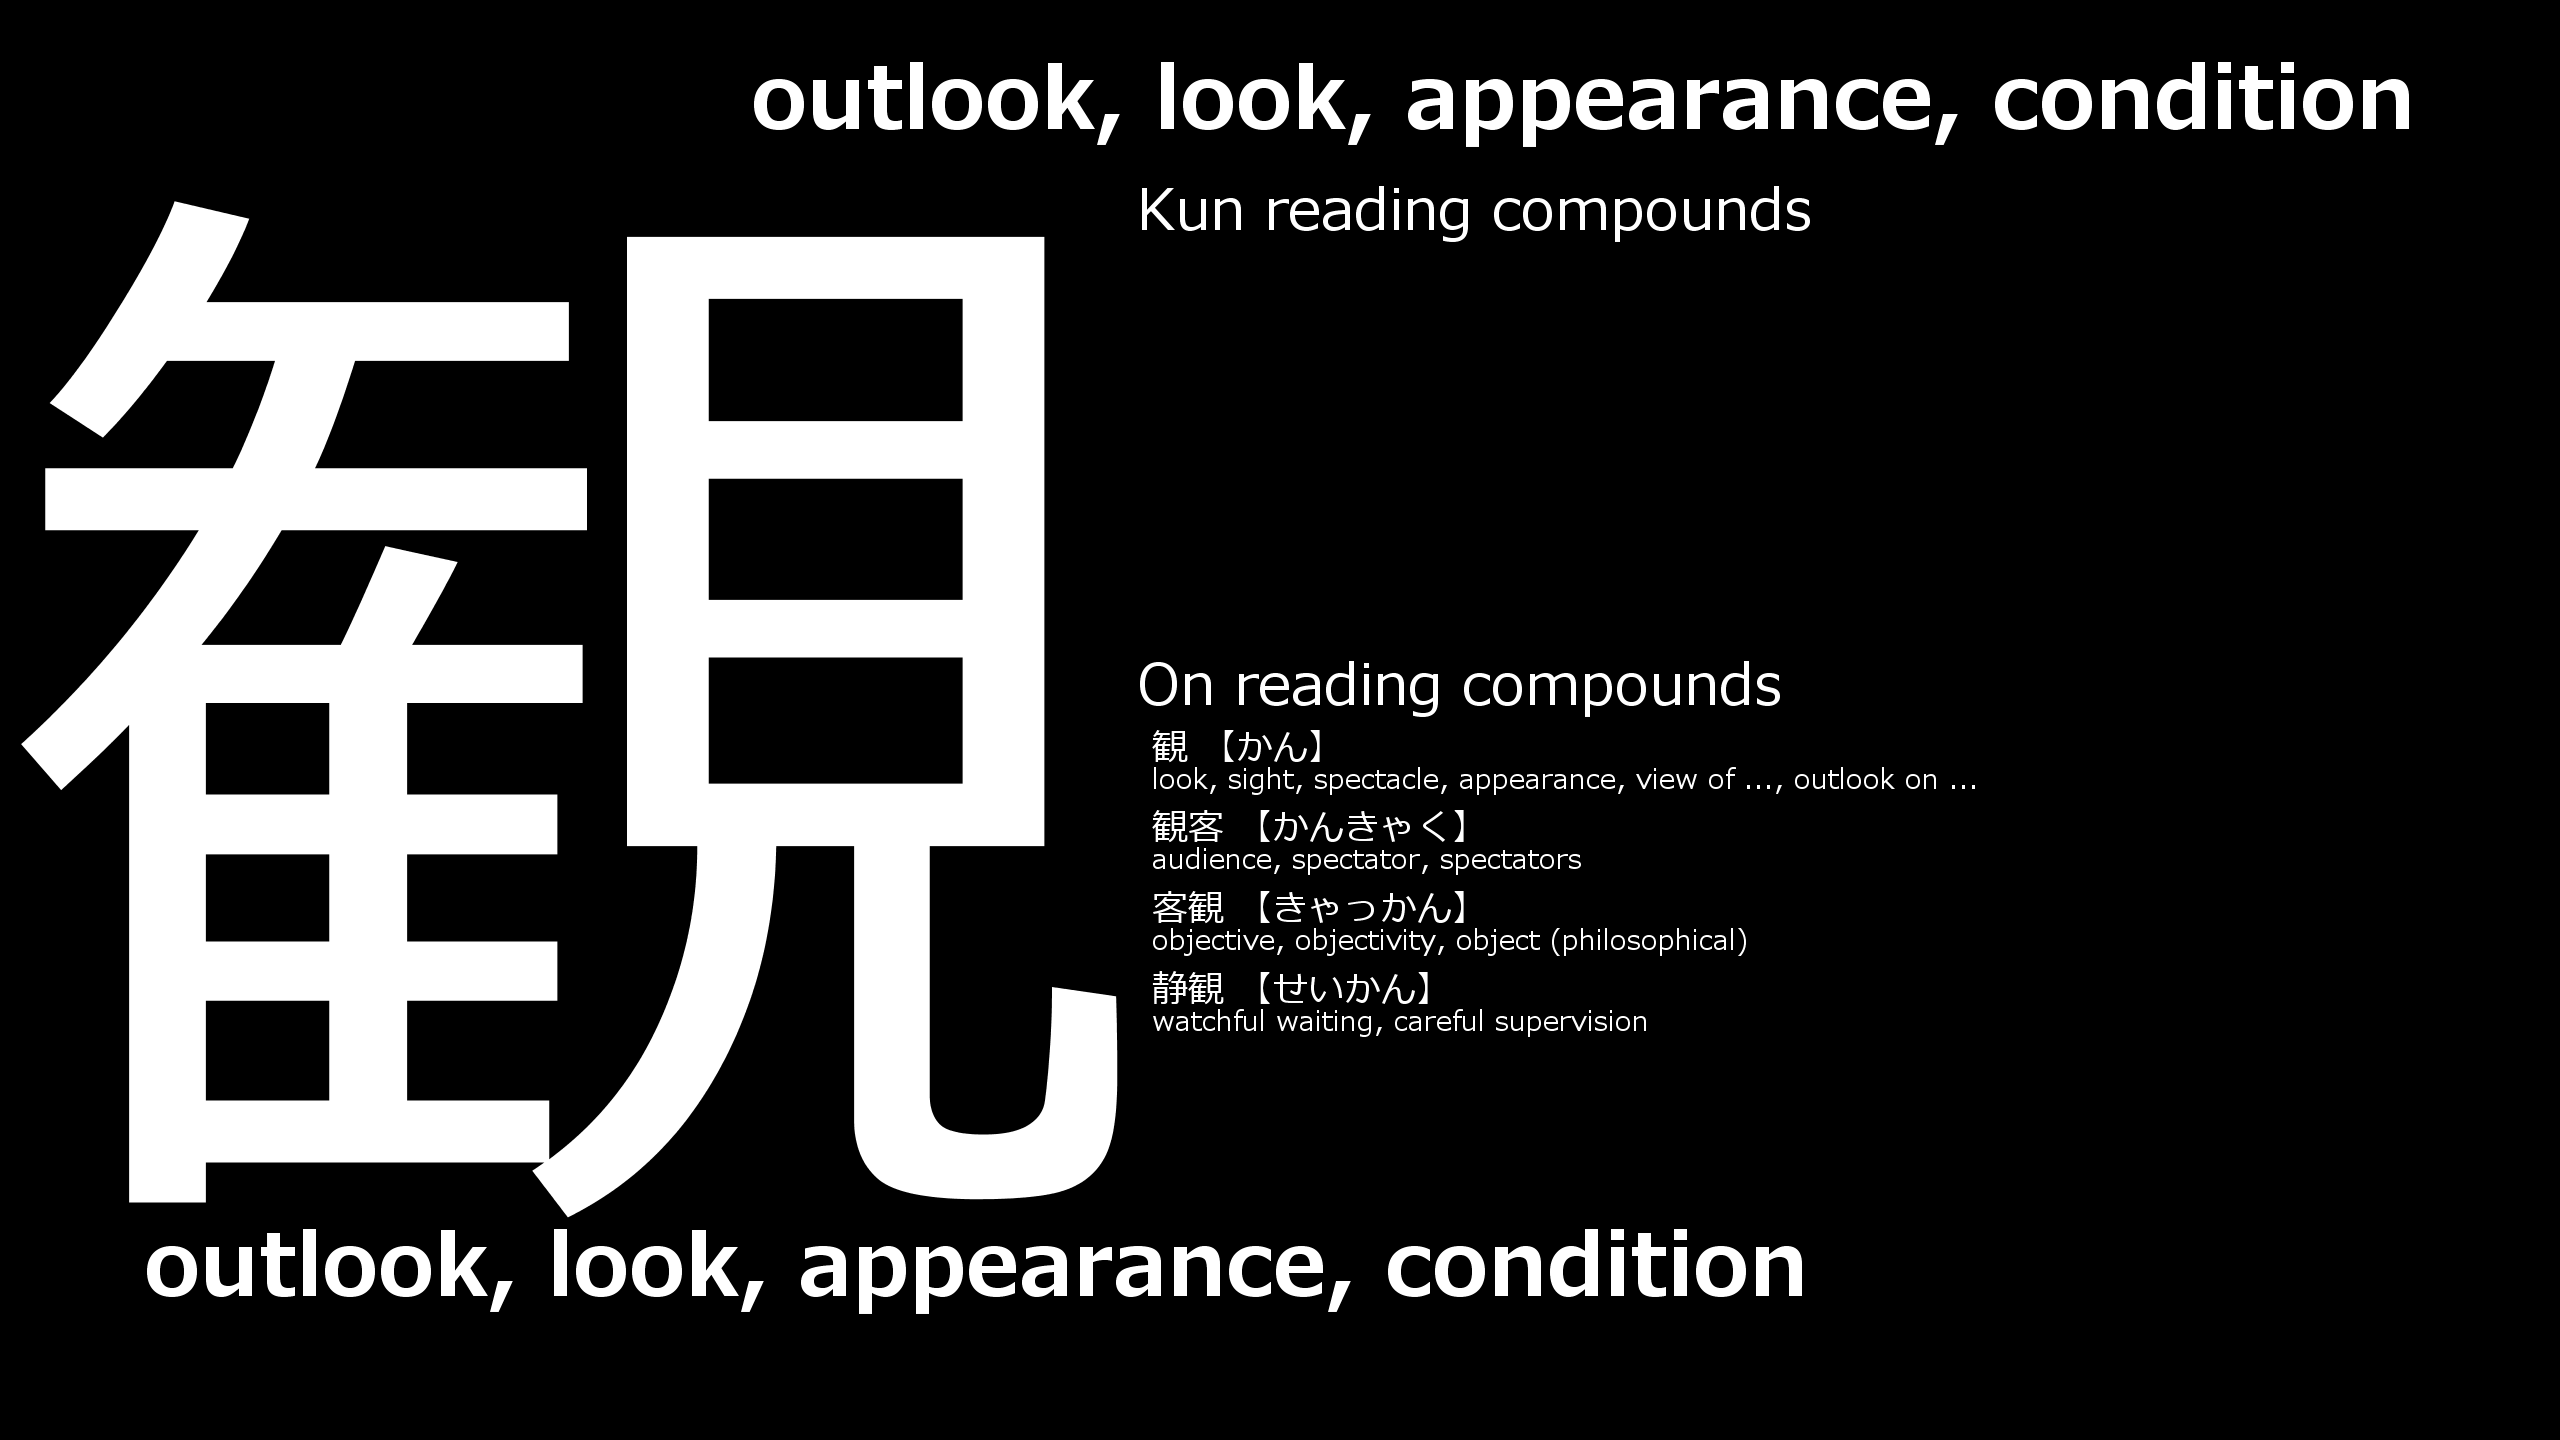 outlook, look, appearance, condition
観
Kun reading compounds
On reading compounds
観 【かん】
look, sight, spectacle, appearance, view of ..., outlook on ...
観客 【かんきゃく】
audience, spectator, spectators
客観 【きゃっかん】
objective, objectivity, object (philosophical)
静観 【せいかん】
watchful waiting, careful supervision
outlook, look, appearance, condition